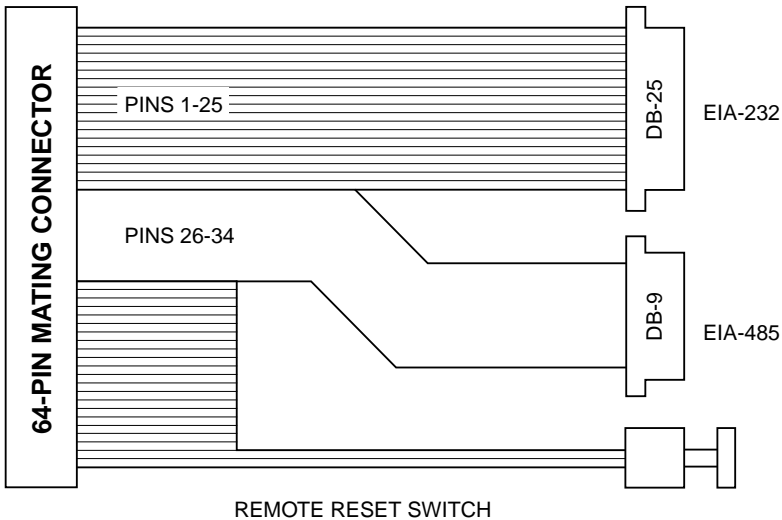 64-PIN MATING CONNECTOR
PINS 1-25
DB-25
EIA-232
PINS 26-34
DB-9
EIA-485
REMOTE RESET SWITCH